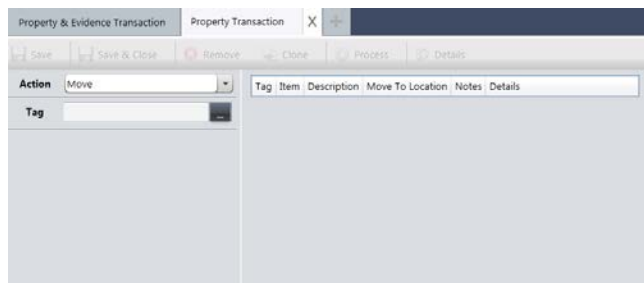 Property & Evidence Transaction Property Transaction X +
Save Save & Close Remove Clone Process Details
Action Move Tag Item Description Move To Location Notes Details
Tag ...